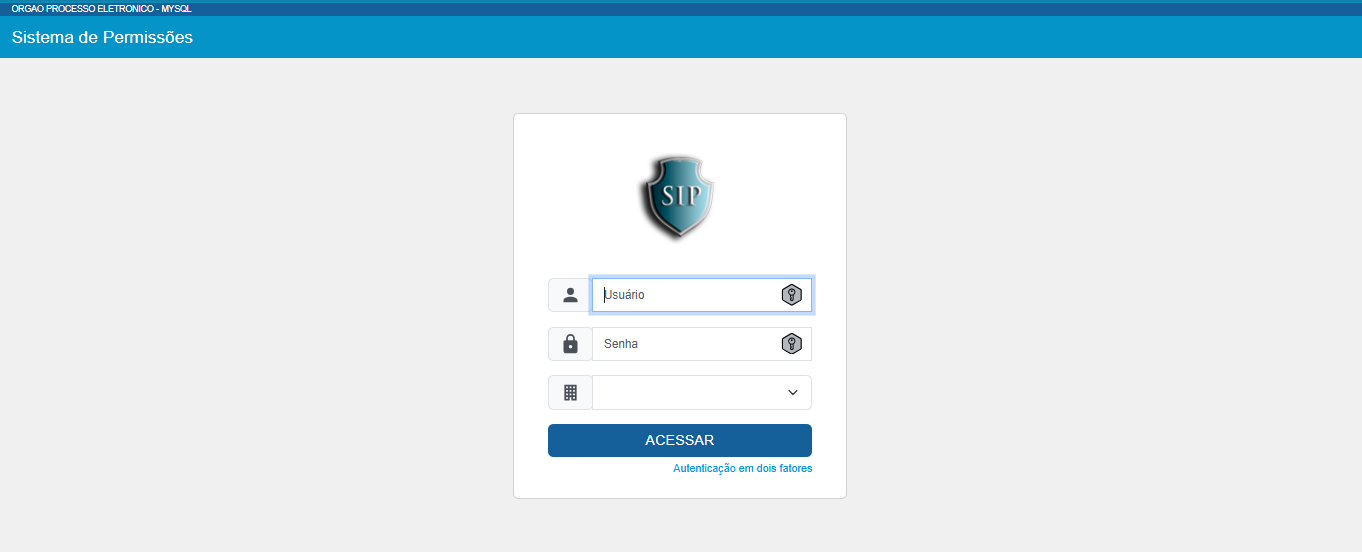 ORGAO PROCESSO ELETRONICO - MYSQL
Sistema de Permissões
SIP
Usuário
Senha
ACESSAR
Autenticação em dois fatores